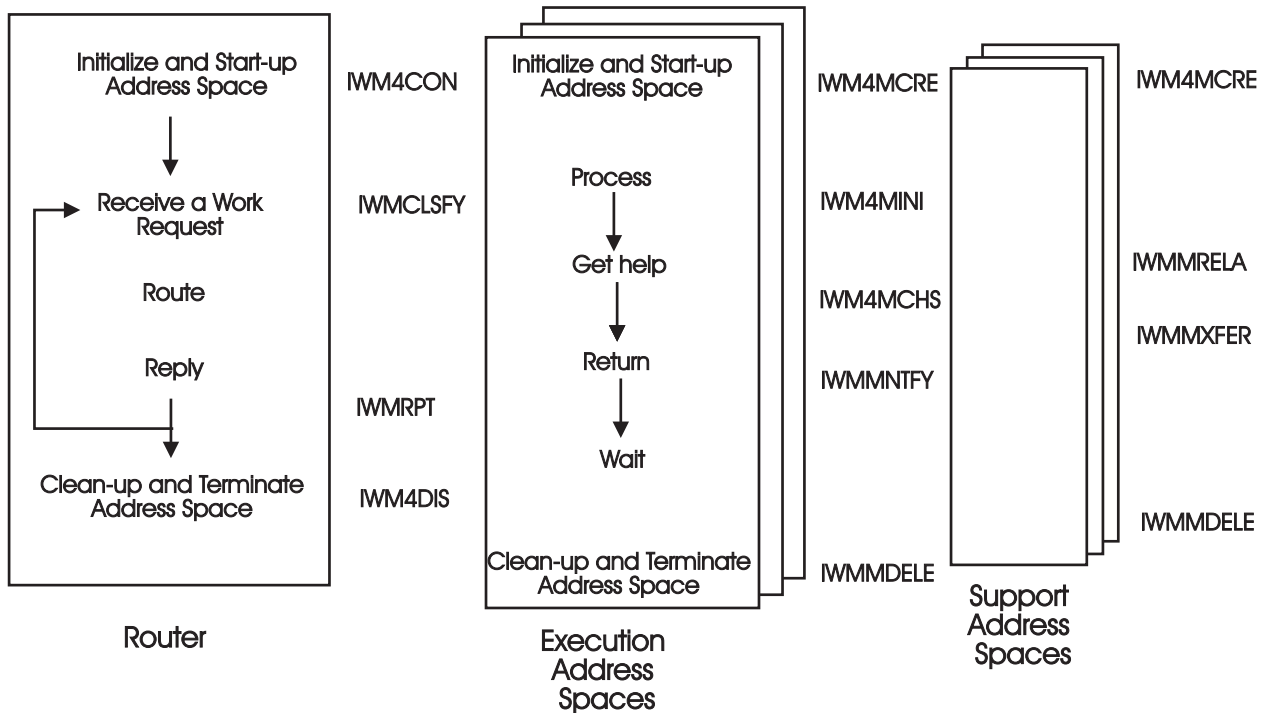 Initialize and Start-up
Address Space
Receive a Work
Request
Route
Reply
Clean-up and Terminate
Address Space
Router
IWM4CON
IWMCLSFY
IWMRPT
IWM4DIS
Initialize and Start-up
Address Space
Process
Get help
Return
Wait
Clean-up and Terminate
Address Space
Execution
Address
Spaces
IWM4MCRE
IWM4MINI
IWM4MCHS
IWMMNTFY
IWMMDELE
Support
Address
Spaces
IWM4MCRE
IWMMRELA
IWMMXFER
IWMMDELE